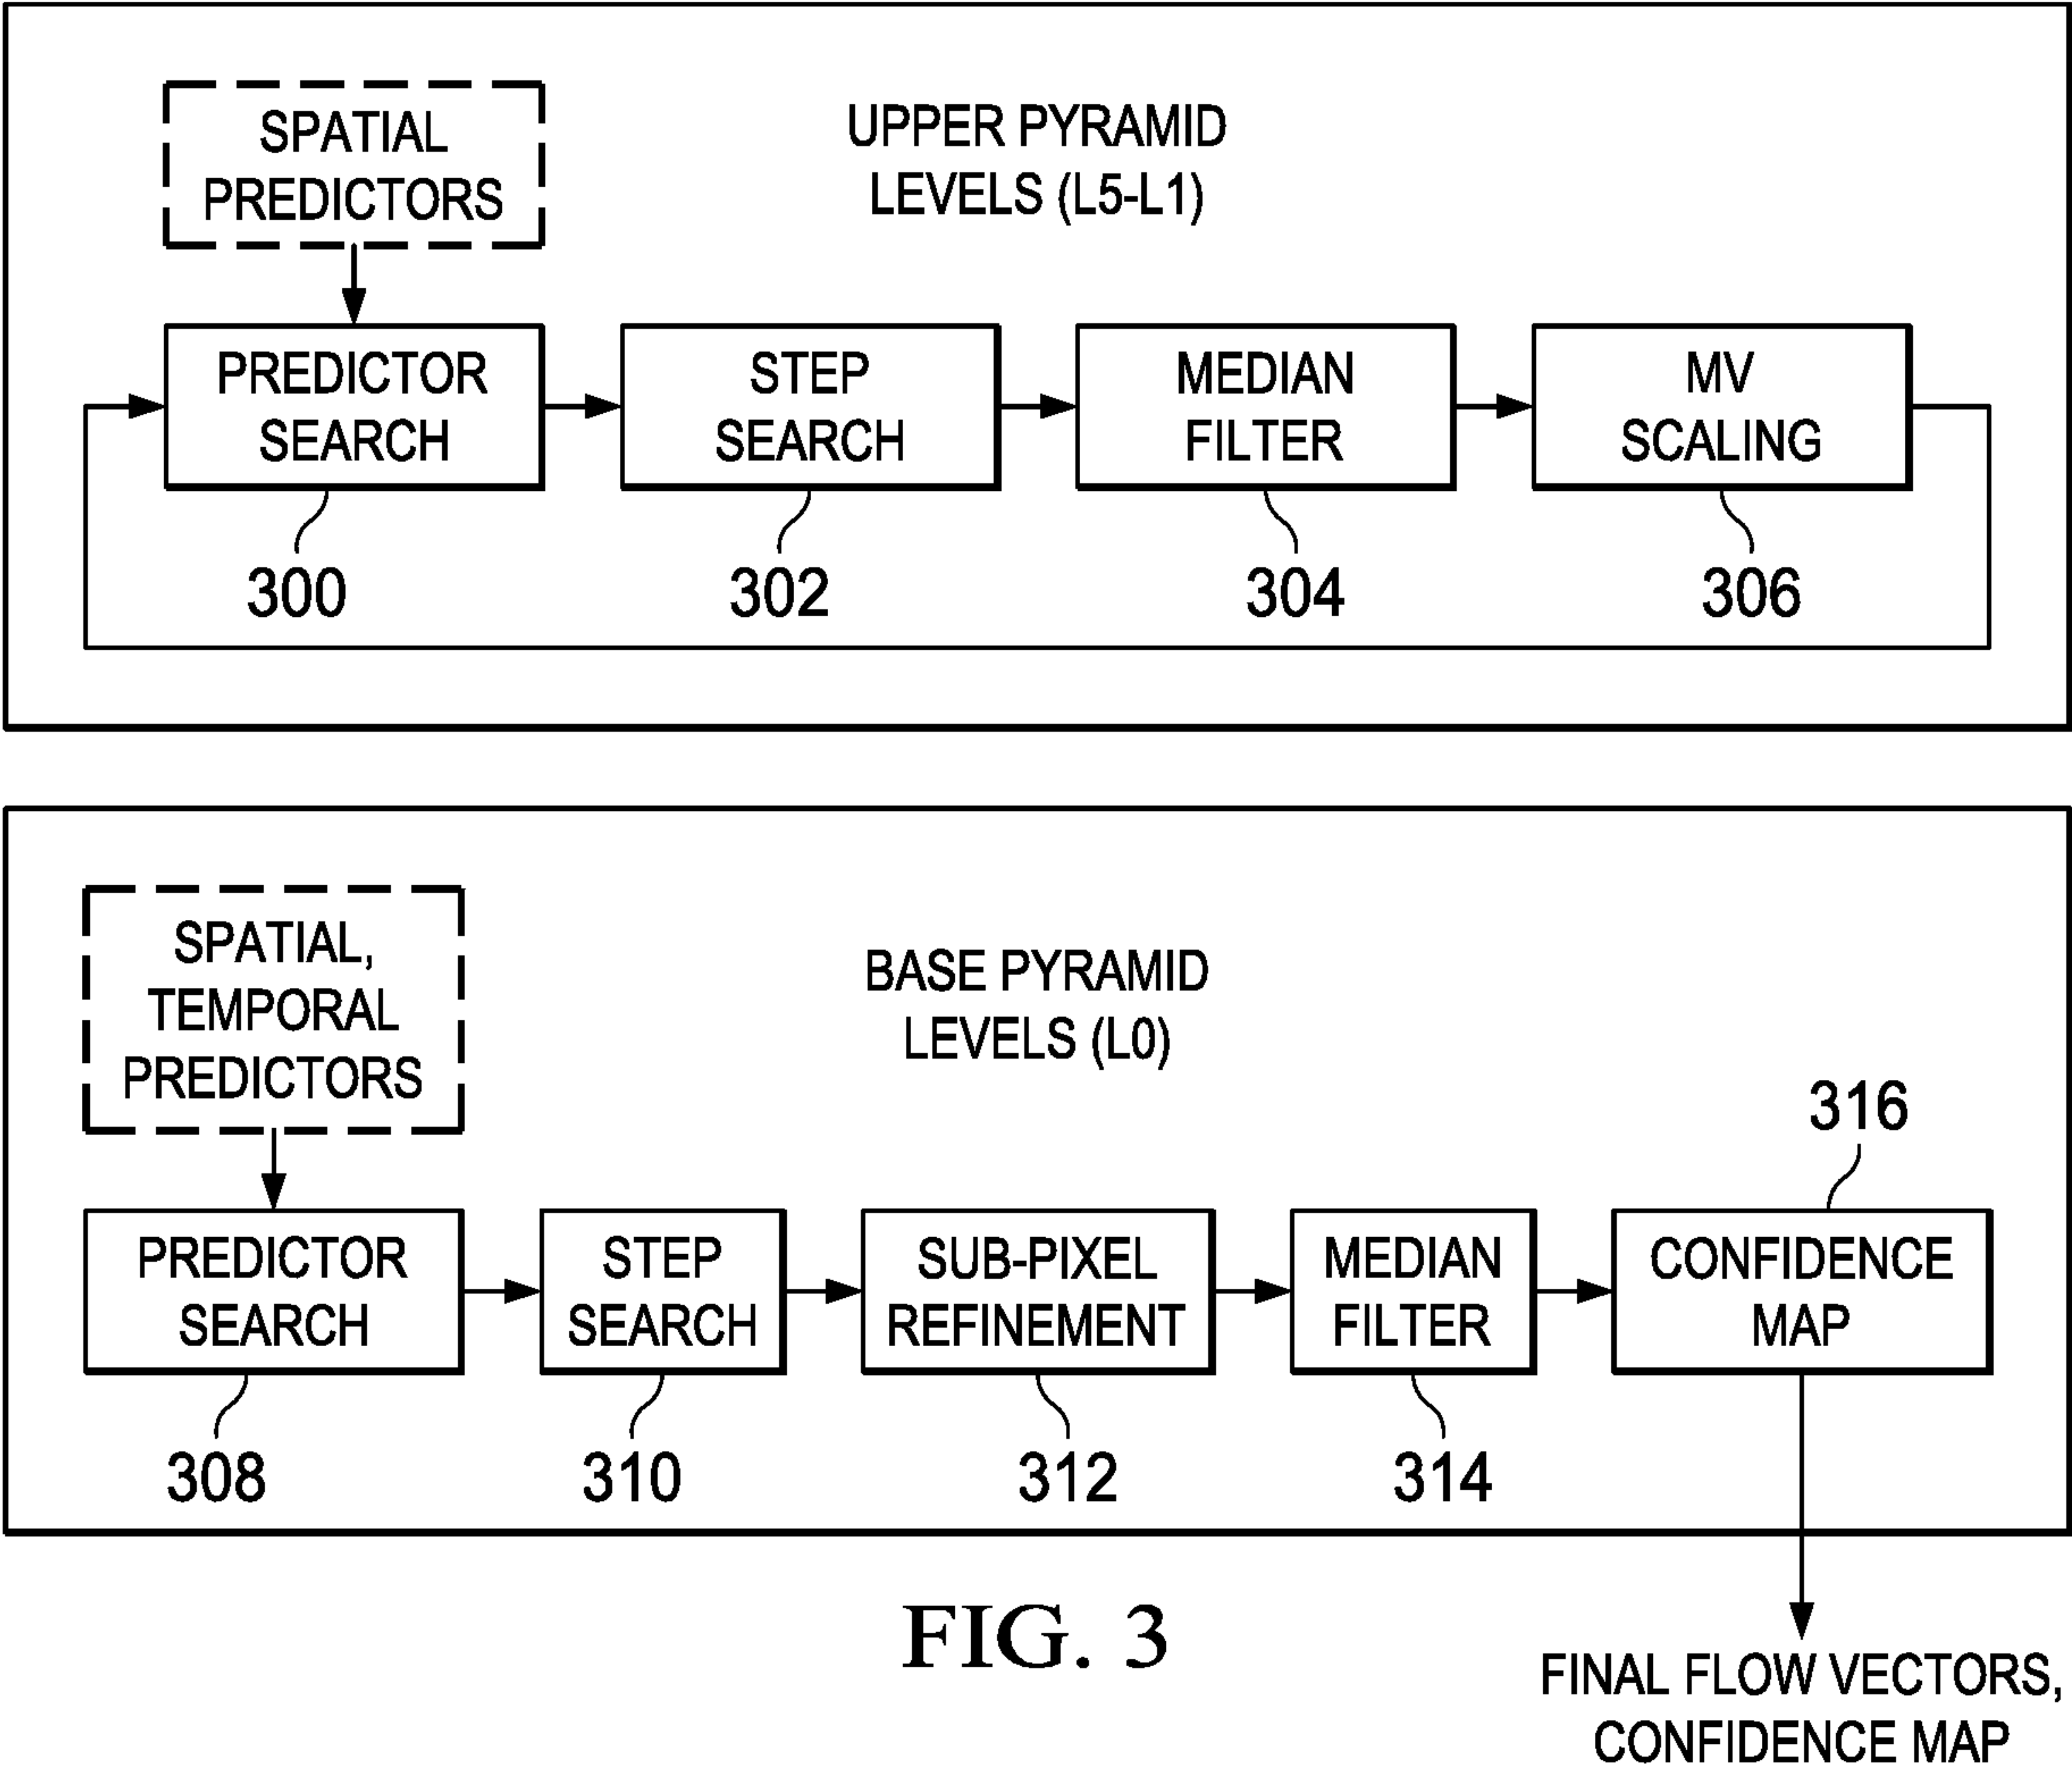 SPATIAL
PREDICTORS
UPPER PYRAMID
LEVELS (L5-L1)
PREDICTOR
SEARCH
STEP
SEARCH
MEDIAN
FILTER
MV
SCALING
300
302
304
306
SPATIAL,
TEMPORAL
PREDICTORS
BASE PYRAMID
LEVELS (L0)
316
PREDICTOR
SEARCH
STEP
SEARCH
SUB-PIXEL
REFINEMENT
MEDIAN
FILTER
CONFIDENCE
MAP
308
310
312
314
FIG. 3
FINAL FLOW VECTORS,
CONFIDENCE MAP